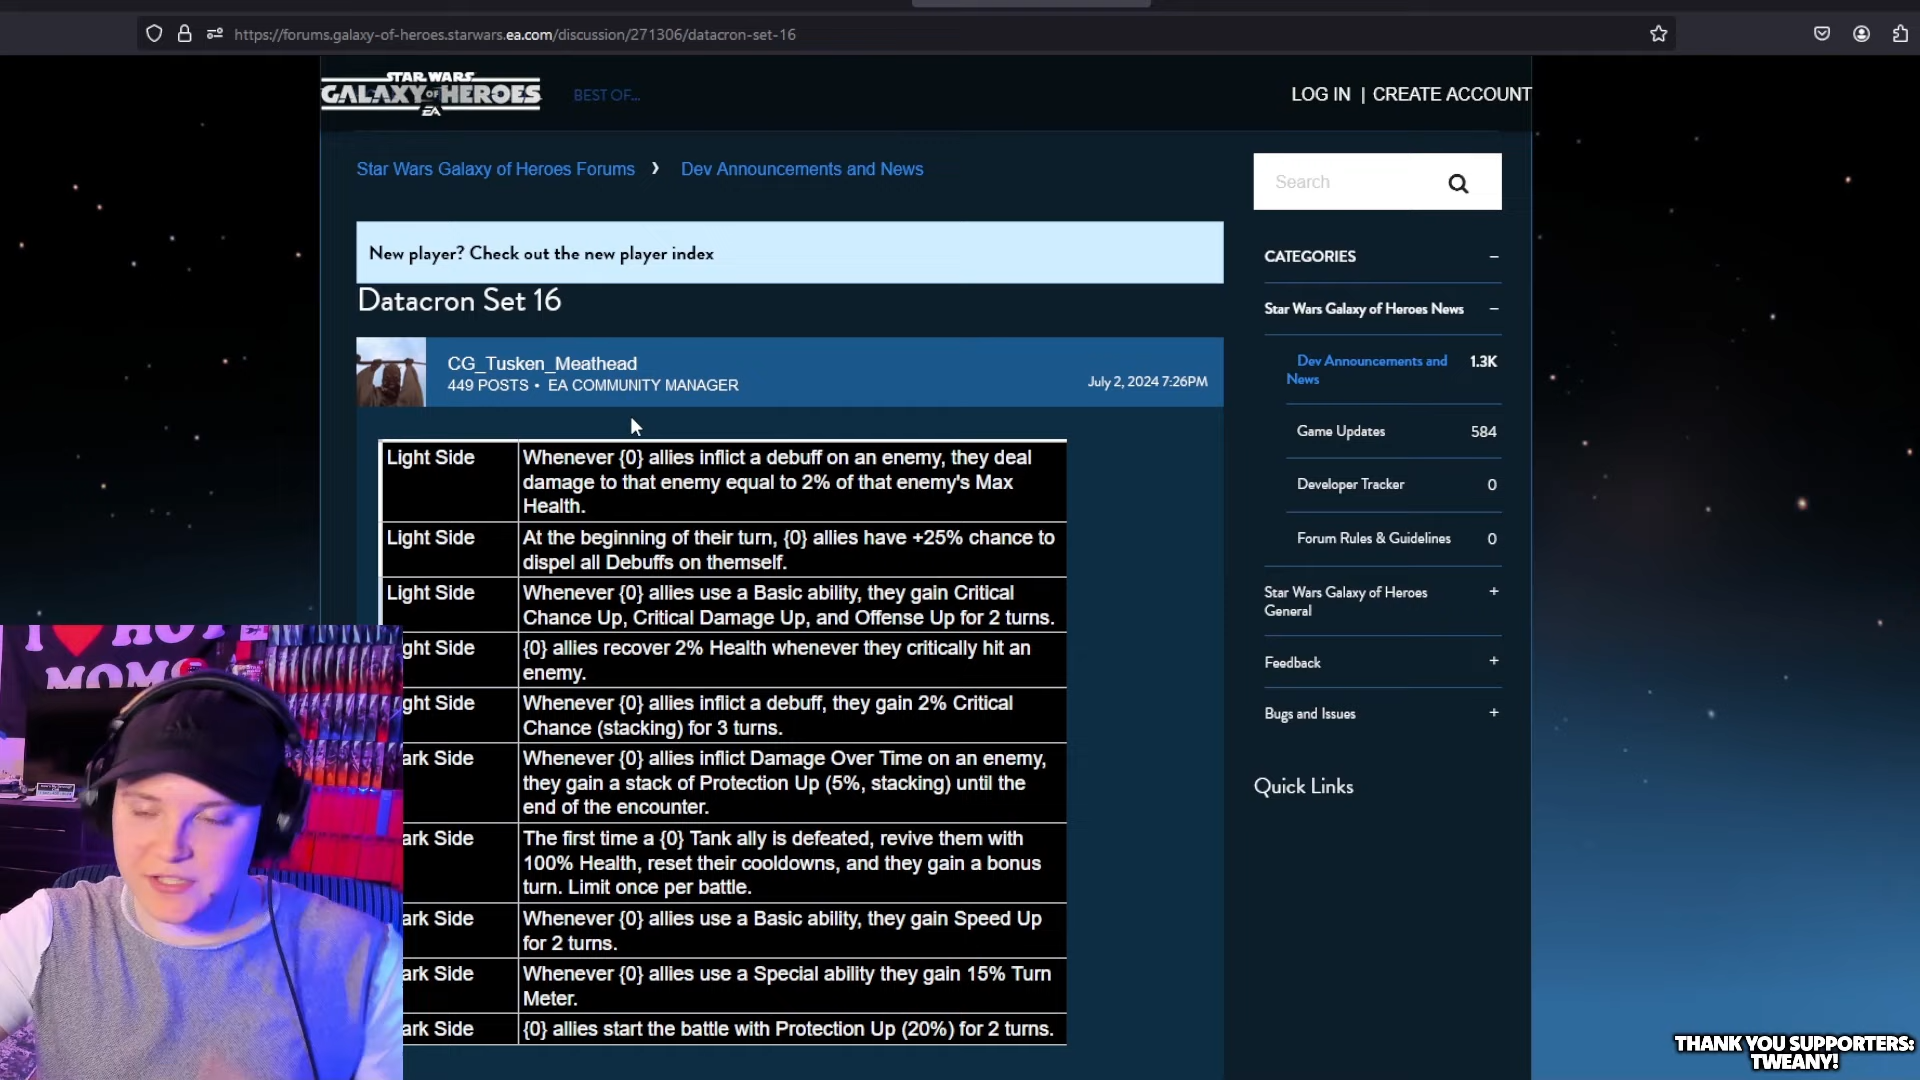 https://forums.galaxy-of-heroes.starwars.ea.com/discussion/271306/datacron-set-16
STAR WARS
GALAXY OF HEROES
EA
BEST OF...
LOG IN | CREATE ACCOUNT
Star Wars Galaxy of Heroes Forums › Dev Announcements and News
Search
New player? Check out the new player index
Datacron Set 16
CG_Tusken_Meathead
449 POSTS • EA COMMUNITY MANAGER
July 2, 2024 7:26PM
Light Side
Whenever {0} allies inflict a debuff on an enemy, they deal
damage to that enemy equal to 2% of that enemy's Max
Health.
Light Side
At the beginning of their turn, {0} allies have +25% chance to
dispel all Debuffs on themself.
Light Side
Whenever {0} allies use a Basic ability, they gain Critical
Chance Up, Critical Damage Up, and Offense Up for 2 turns.
ght Side
{0} allies recover 2% Health whenever they critically hit an
enemy.
ght Side
Whenever {0} allies inflict a debuff, they gain 2% Critical
Chance (stacking) for 3 turns.
ark Side
Whenever {0} allies inflict Damage Over Time on an enemy,
they gain a stack of Protection Up (5%, stacking) until the
end of the encounter.
ark Side
The first time a {0} Tank ally is defeated, revive them with
100% Health, reset their cooldowns, and they gain a bonus
turn. Limit once per battle.
ark Side
Whenever {0} allies use a Basic ability, they gain Speed Up
for 2 turns.
ark Side
Whenever {0} allies use a Special ability they gain 15% Turn
Meter.
ark Side
{0} allies start the battle with Protection Up (20%) for 2 turns.
CATEGORIES −
Star Wars Galaxy of Heroes News −
Dev Announcements and
News
1.3K
Game Updates 584
Developer Tracker 0
Forum Rules & Guidelines 0
Star Wars Galaxy of Heroes
General
+
Feedback +
Bugs and Issues +
Quick Links
I ❤ HOT
MOMS
THANK YOU SUPPORTERS:
TWEANY!